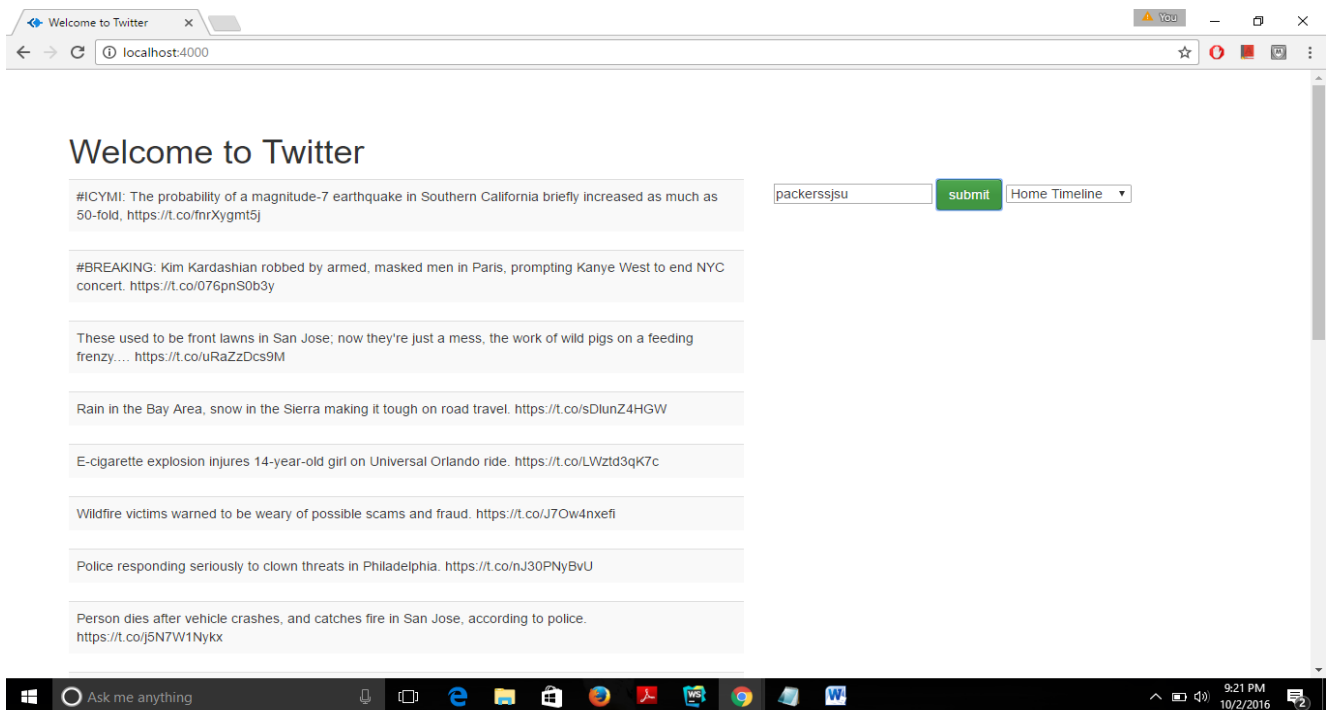 Welcome to Twitter
You
localhost:4000
Welcome to Twitter
#ICYMI: The probability of a magnitude-7 earthquake in Southern California briefly increased as much as
50-fold, https://t.co/fnrXygmt5j
packerssjsu submit Home Timeline
#BREAKING: Kim Kardashian robbed by armed, masked men in Paris, prompting Kanye West to end NYC
concert. https://t.co/076pnS0b3y
These used to be front lawns in San Jose; now they're just a mess, the work of wild pigs on a feeding
frenzy.… https://t.co/uRaZzDcs9M
Rain in the Bay Area, snow in the Sierra making it tough on road travel. https://t.co/sDlunZ4HGW
E-cigarette explosion injures 14-year-old girl on Universal Orlando ride. https://t.co/LWztd3qK7c
Wildfire victims warned to be weary of possible scams and fraud. https://t.co/J7Ow4nxefi
Police responding seriously to clown threats in Philadelphia. https://t.co/nJ30PNyBvU
Person dies after vehicle crashes, and catches fire in San Jose, according to police.
https://t.co/j5N7W1Nykx
Ask me anything
9:21 PM
10/2/2016
2